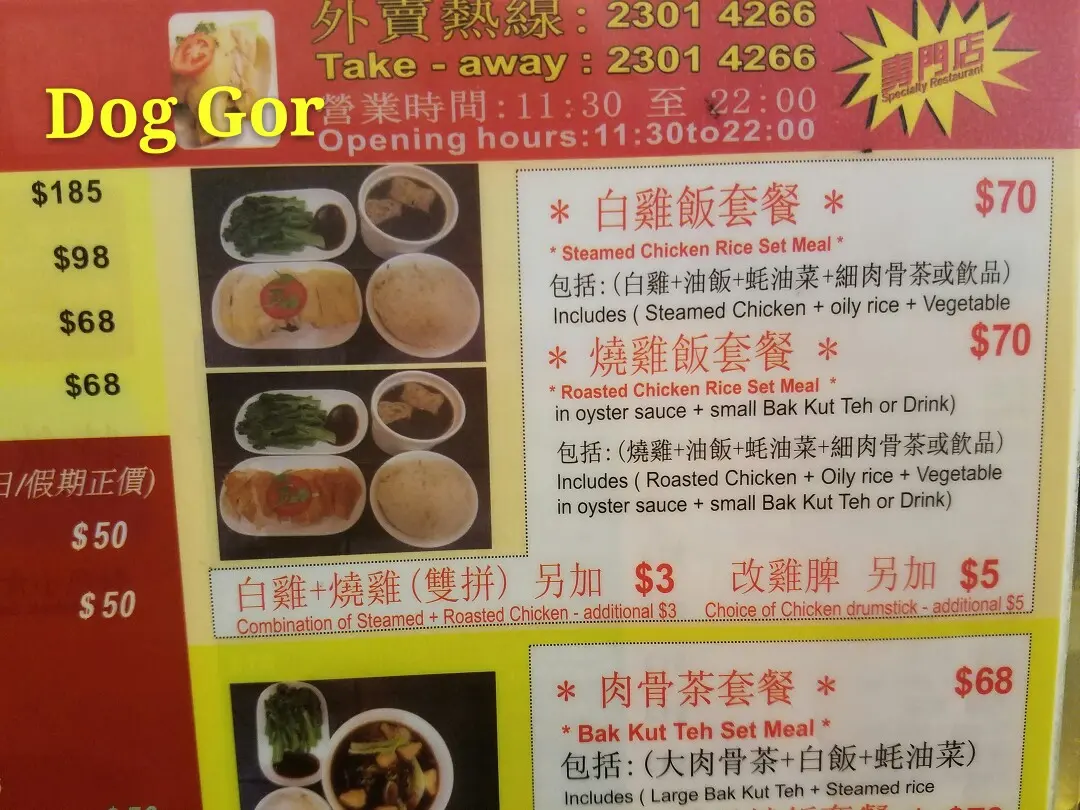 外賣熱線 : 2301 4266
Take - away : 2301 4266
營業時間:11:30 至 22:00
Opening hours:11:30to22:00
專門店
Specialty Restaurant
Dog Gor
$185
$98
$68
$68
日/假期正價)
$50
$50
* 白雞飯套餐 * $70
* Steamed Chicken Rice Set Meal *
包括:(白雞+油飯+蚝油菜+細肉骨茶或飲品)
Includes ( Steamed Chicken + oily rice + Vegetable
* 燒雞飯套餐 * $70
* Roasted Chicken Rice Set Meal *
in oyster sauce + small Bak Kut Teh or Drink)
包括:(燒雞+油飯+蚝油菜+細肉骨茶或飲品)
Includes ( Roasted Chicken + Oily rice + Vegetable
in oyster sauce + small Bak Kut Teh or Drink)
白雞+燒雞(雙拼) 另加 $3 改雞脾 另加 $5
Combination of Steamed + Roasted Chicken - additional $3 Choice of Chicken drumstick - additional $5
* 肉骨茶套餐 * $68
* Bak Kut Teh Set Meal *
包括:(大肉骨茶+白飯+蚝油菜)
Includes ( Large Bak Kut Teh + Steamed rice